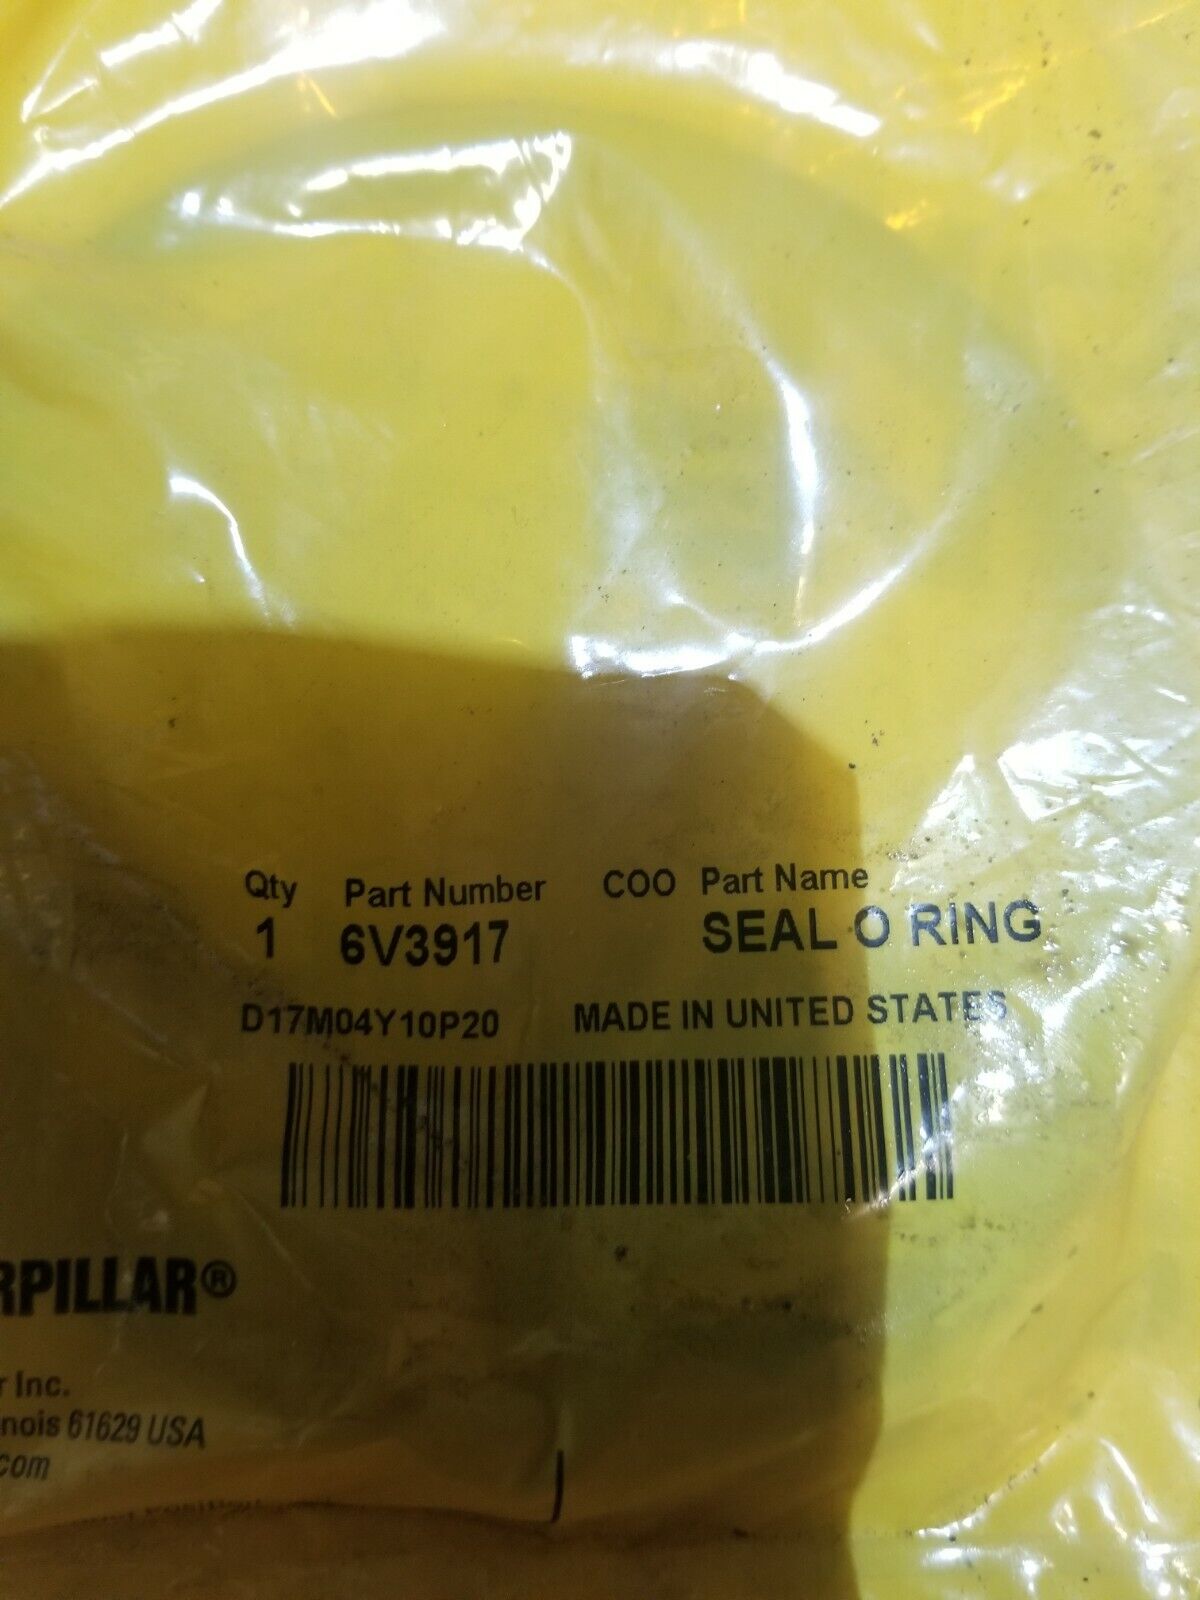 Qty Part Number COO Part Name
1 6V3917 SEAL O RING
D17M04Y10P20 MADE IN UNITED STATES
RPILLAR®
r Inc.
nois 61629 USA
.com